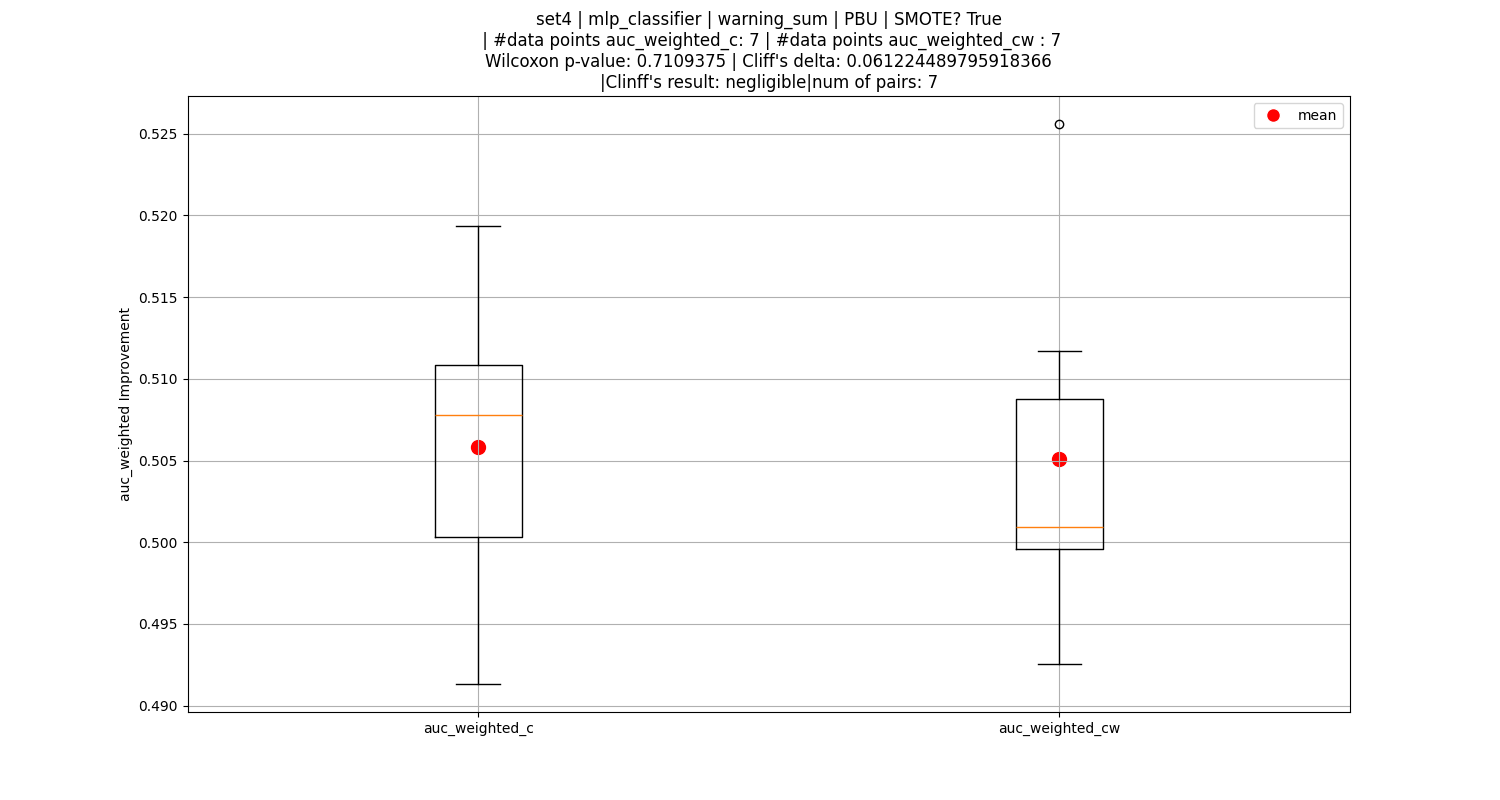 set4 | mlp_classifier | warning_sum | PBU | SMOTE? True
| #data points auc_weighted_c: 7 | #data points auc_weighted_cw : 7
Wilcoxon p-value: 0.7109375 | Cliff's delta: 0.061224489795918366
|Clinff's result: negligible|num of pairs: 7
mean
auc_weighted Improvement
0.525
0.520
0.515
0.510
0.505
0.500
0.495
0.490
auc_weighted_c
auc_weighted_cw